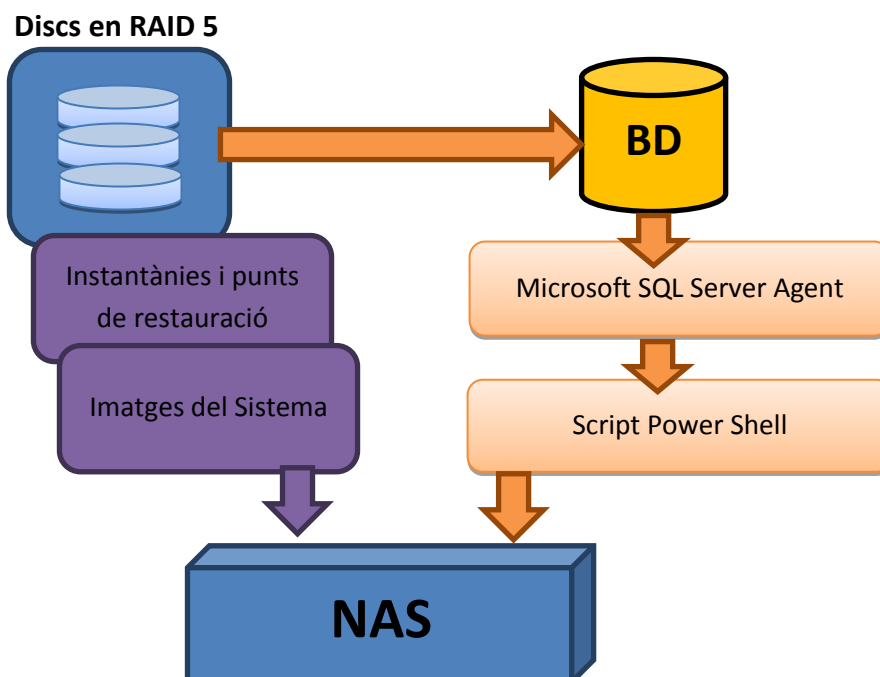 Discs en RAID 5
BD
Instantànies i punts
de restauració
Microsoft SQL Server Agent
Imatges del Sistema
Script Power Shell
NAS